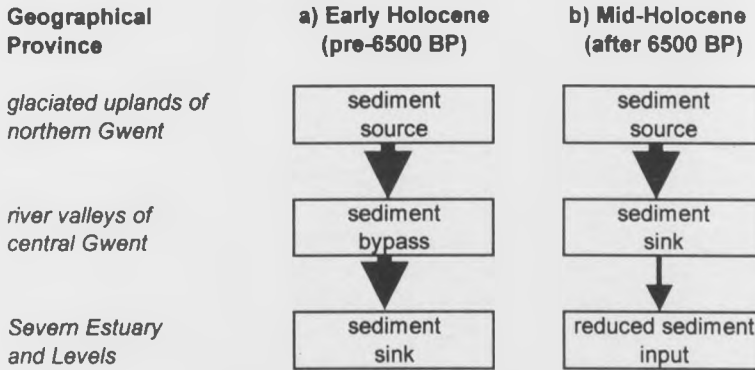 Geographical Province
a) Early Holocene (pre-6500 BP)
b) Mid-Holocene (after 6500 BP)
glaciated uplands of northern Gwent
sediment source
sediment source
river valleys of central Gwent
sediment bypass
sediment sink
Severn Estuary and Levels
sediment sink
reduced sediment input